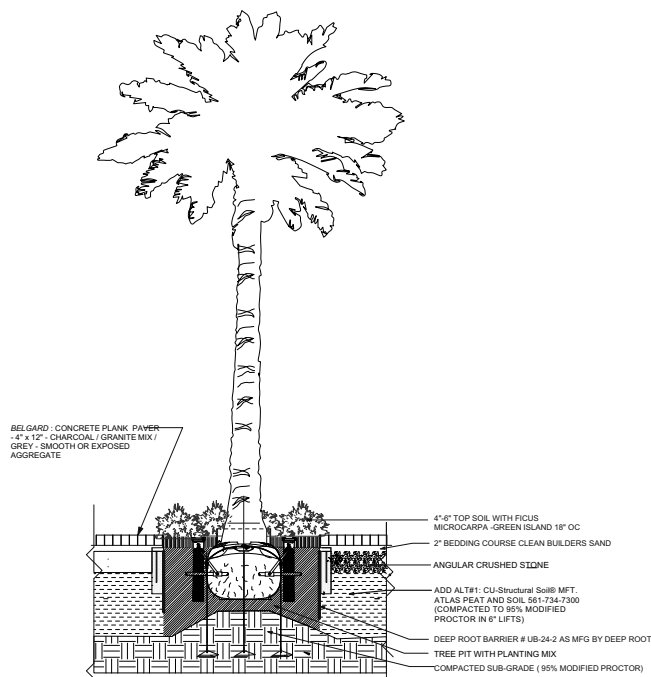 BELGARD : CONCRETE PLANK PAVER
- 4" x 12" - CHARCOAL / GRANITE MIX /
GREY - SMOOTH OR EXPOSED
AGGREGATE
4"-6" TOP SOIL WITH FICUS
MICROCARPA -GREEN ISLAND 18" OC
2" BEDDING COURSE CLEAN BUILDERS SAND
ANGULAR CRUSHED STONE
ADD ALT#1: CU-Structural Soil® MFT.
ATLAS PEAT AND SOIL 561-734-7300
(COMPACTED TO 95% MODIFIED
PROCTOR IN 6" LIFTS)
DEEP ROOT BARRIER # UB-24-2 AS MFG BY DEEP ROOT
TREE PIT WITH PLANTING MIX
COMPACTED SUB-GRADE ( 95% MODIFIED PROCTOR)